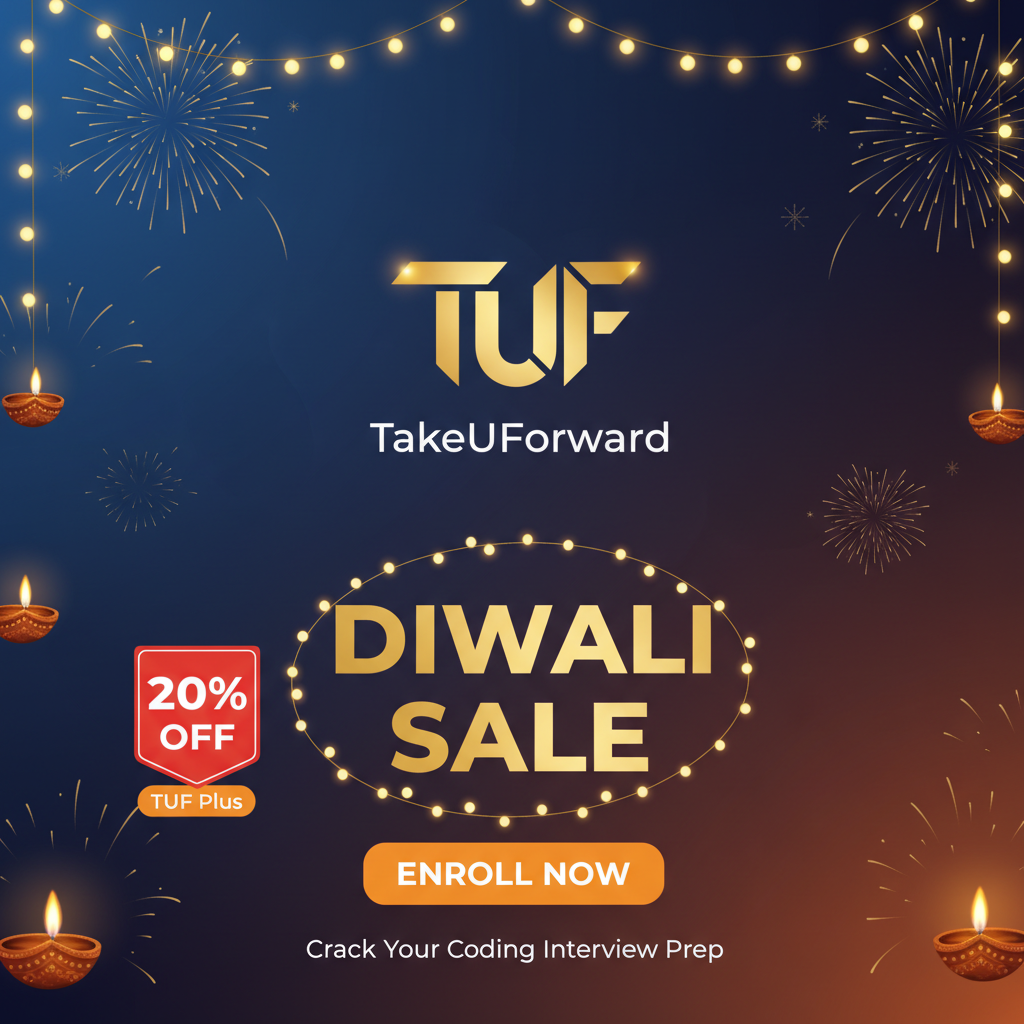 TUF
TakeUForward
DIWALI
SALE
20%
OFF
TUF Plus
ENROLL NOW
Crack Your Coding Interview Prep